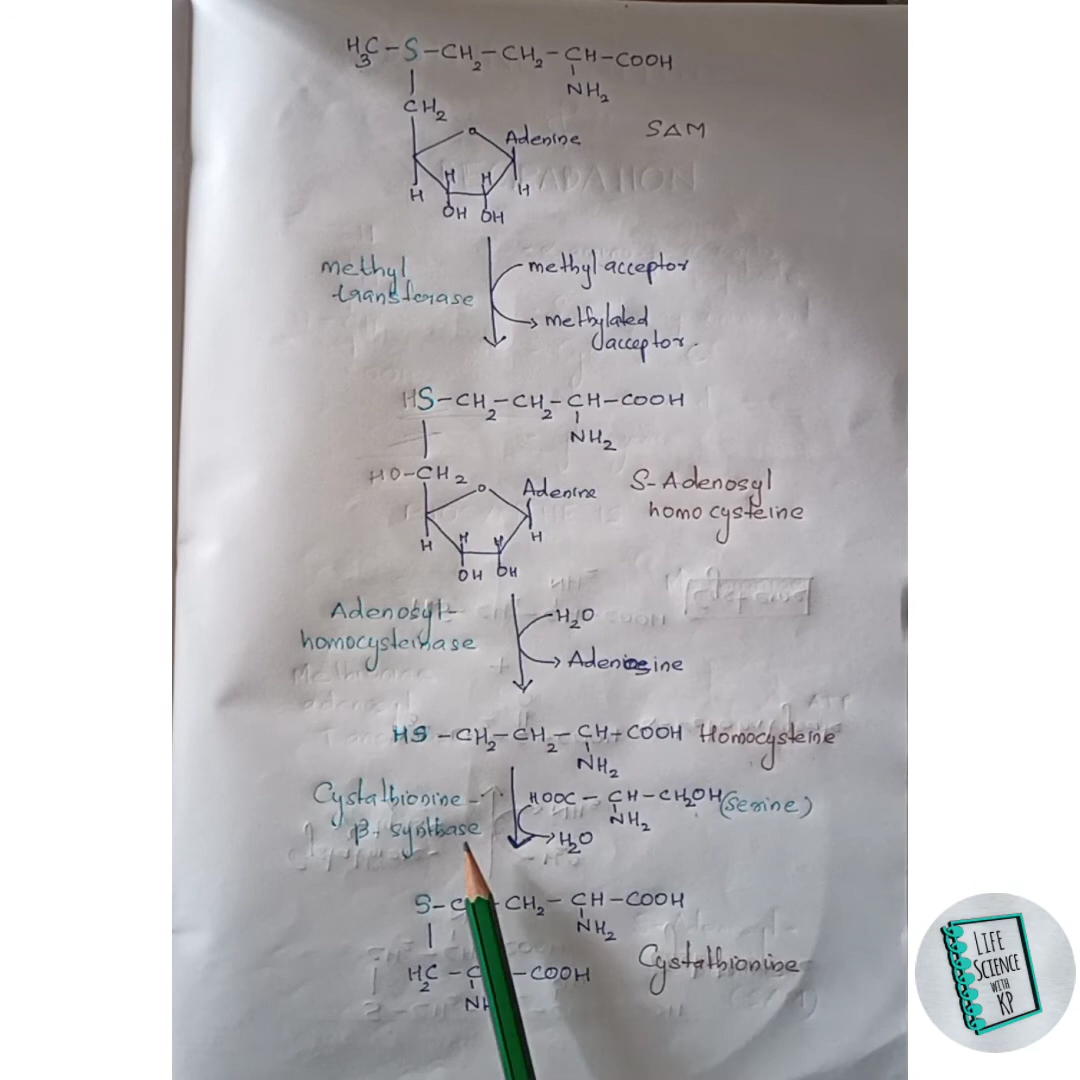 H3C-S-CH2-CH2-CH-COOH
NH2
CH2
O
Adenine
SAM
H H
H H
OH OH
methyl
transferase
methyl acceptor
methylated
acceptor.
HS-CH2-CH2-CH-COOH
NH2
HO-CH2
O
Adenine
S-Adenosyl
homocysteine
H H
H H
OH OH
Adenosyl-
homocysteinase
H2O
Adenosine
HS-CH2-CH2-CH-COOH Homocysteine
NH2
Cystathionine-
β-synthase
HOOC-CH-CH2OH (Serine)
NH2
H2O
S-C -CH2-CH-COOH
NH2
H2C-C -COOH
Cystathionine
LIFE
SCIENCE
WITH
KP